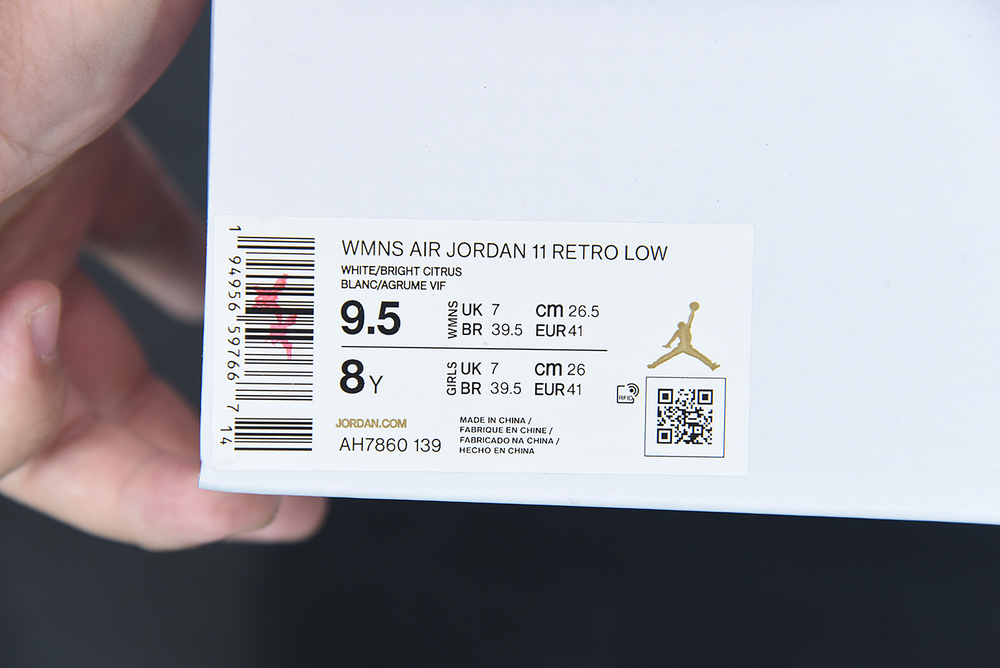 WMNS AIR JORDAN 11 RETRO LOW
WHITE/BRIGHT CITRUS
BLANC/AGRUME VIF
9.5 WMNS UK 7 cm 26.5
BR 39.5 EUR 41
8Y GIRLS UK 7 cm 26
BR 39.5 EUR 41
RFID
JORDAN.COM
AH7860 139
MADE IN CHINA /
FABRIQUE EN CHINE /
FABRICADO NA CHINA /
HECHO EN CHINA
1 94956 59766 7 14